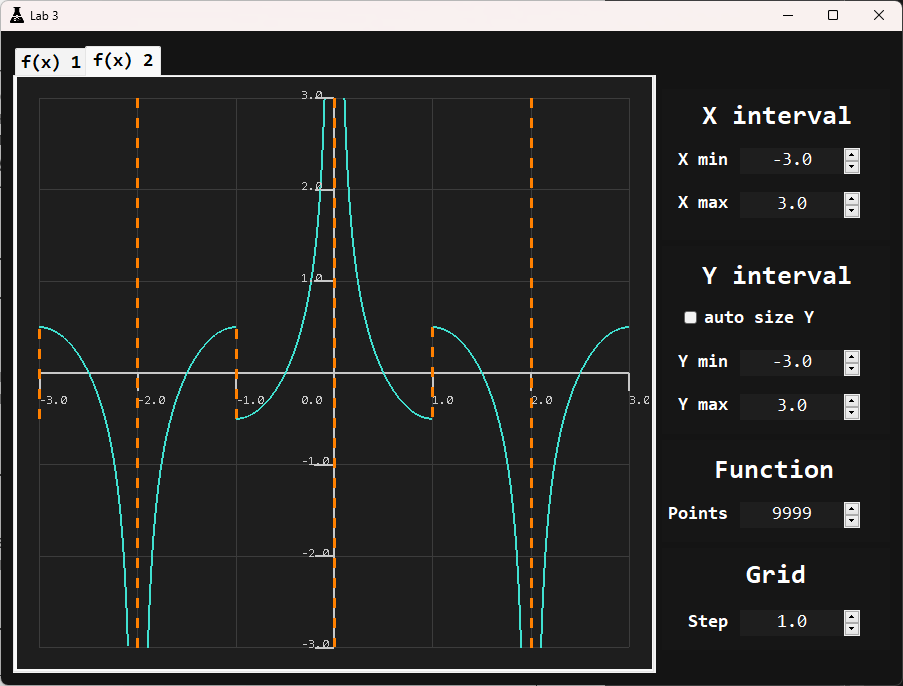 Lab 3
f(x) 1 f(x) 2
3.0
2.0
1.0
-3.0 -2.0 -1.0 0.0 1.0 2.0 3.0
-1.0
-2.0
-3.0
X interval
X min -3.0
X max 3.0
Y interval
auto size Y
Y min -3.0
Y max 3.0
Function
Points 9999
Grid
Step 1.0